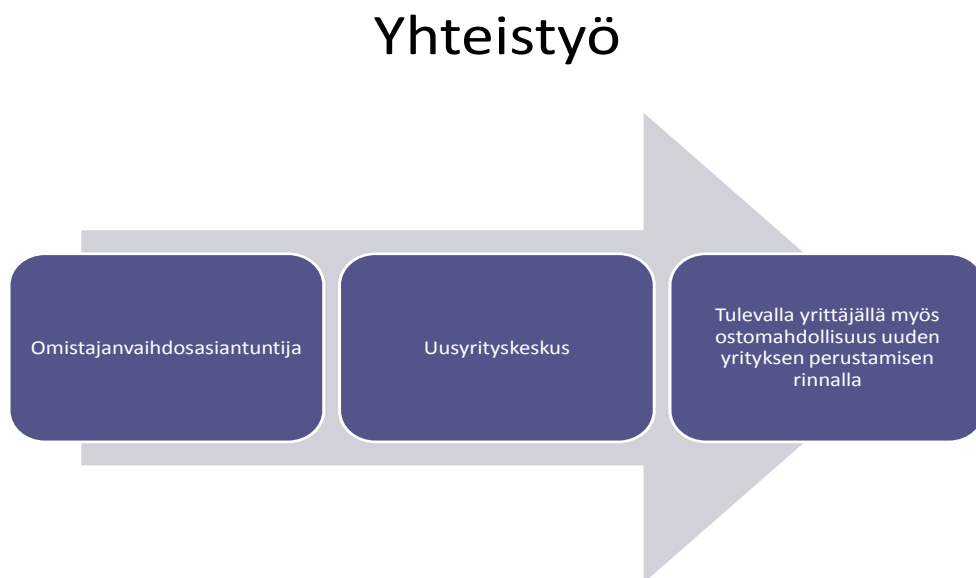 Yhteistyö
Omistajanvaihdosasiantuntija
Uusyrityskeskus
Tulevalla yrittäjällä myös
ostomahdollisuus uuden
yrityksen perustamisen
rinnalla